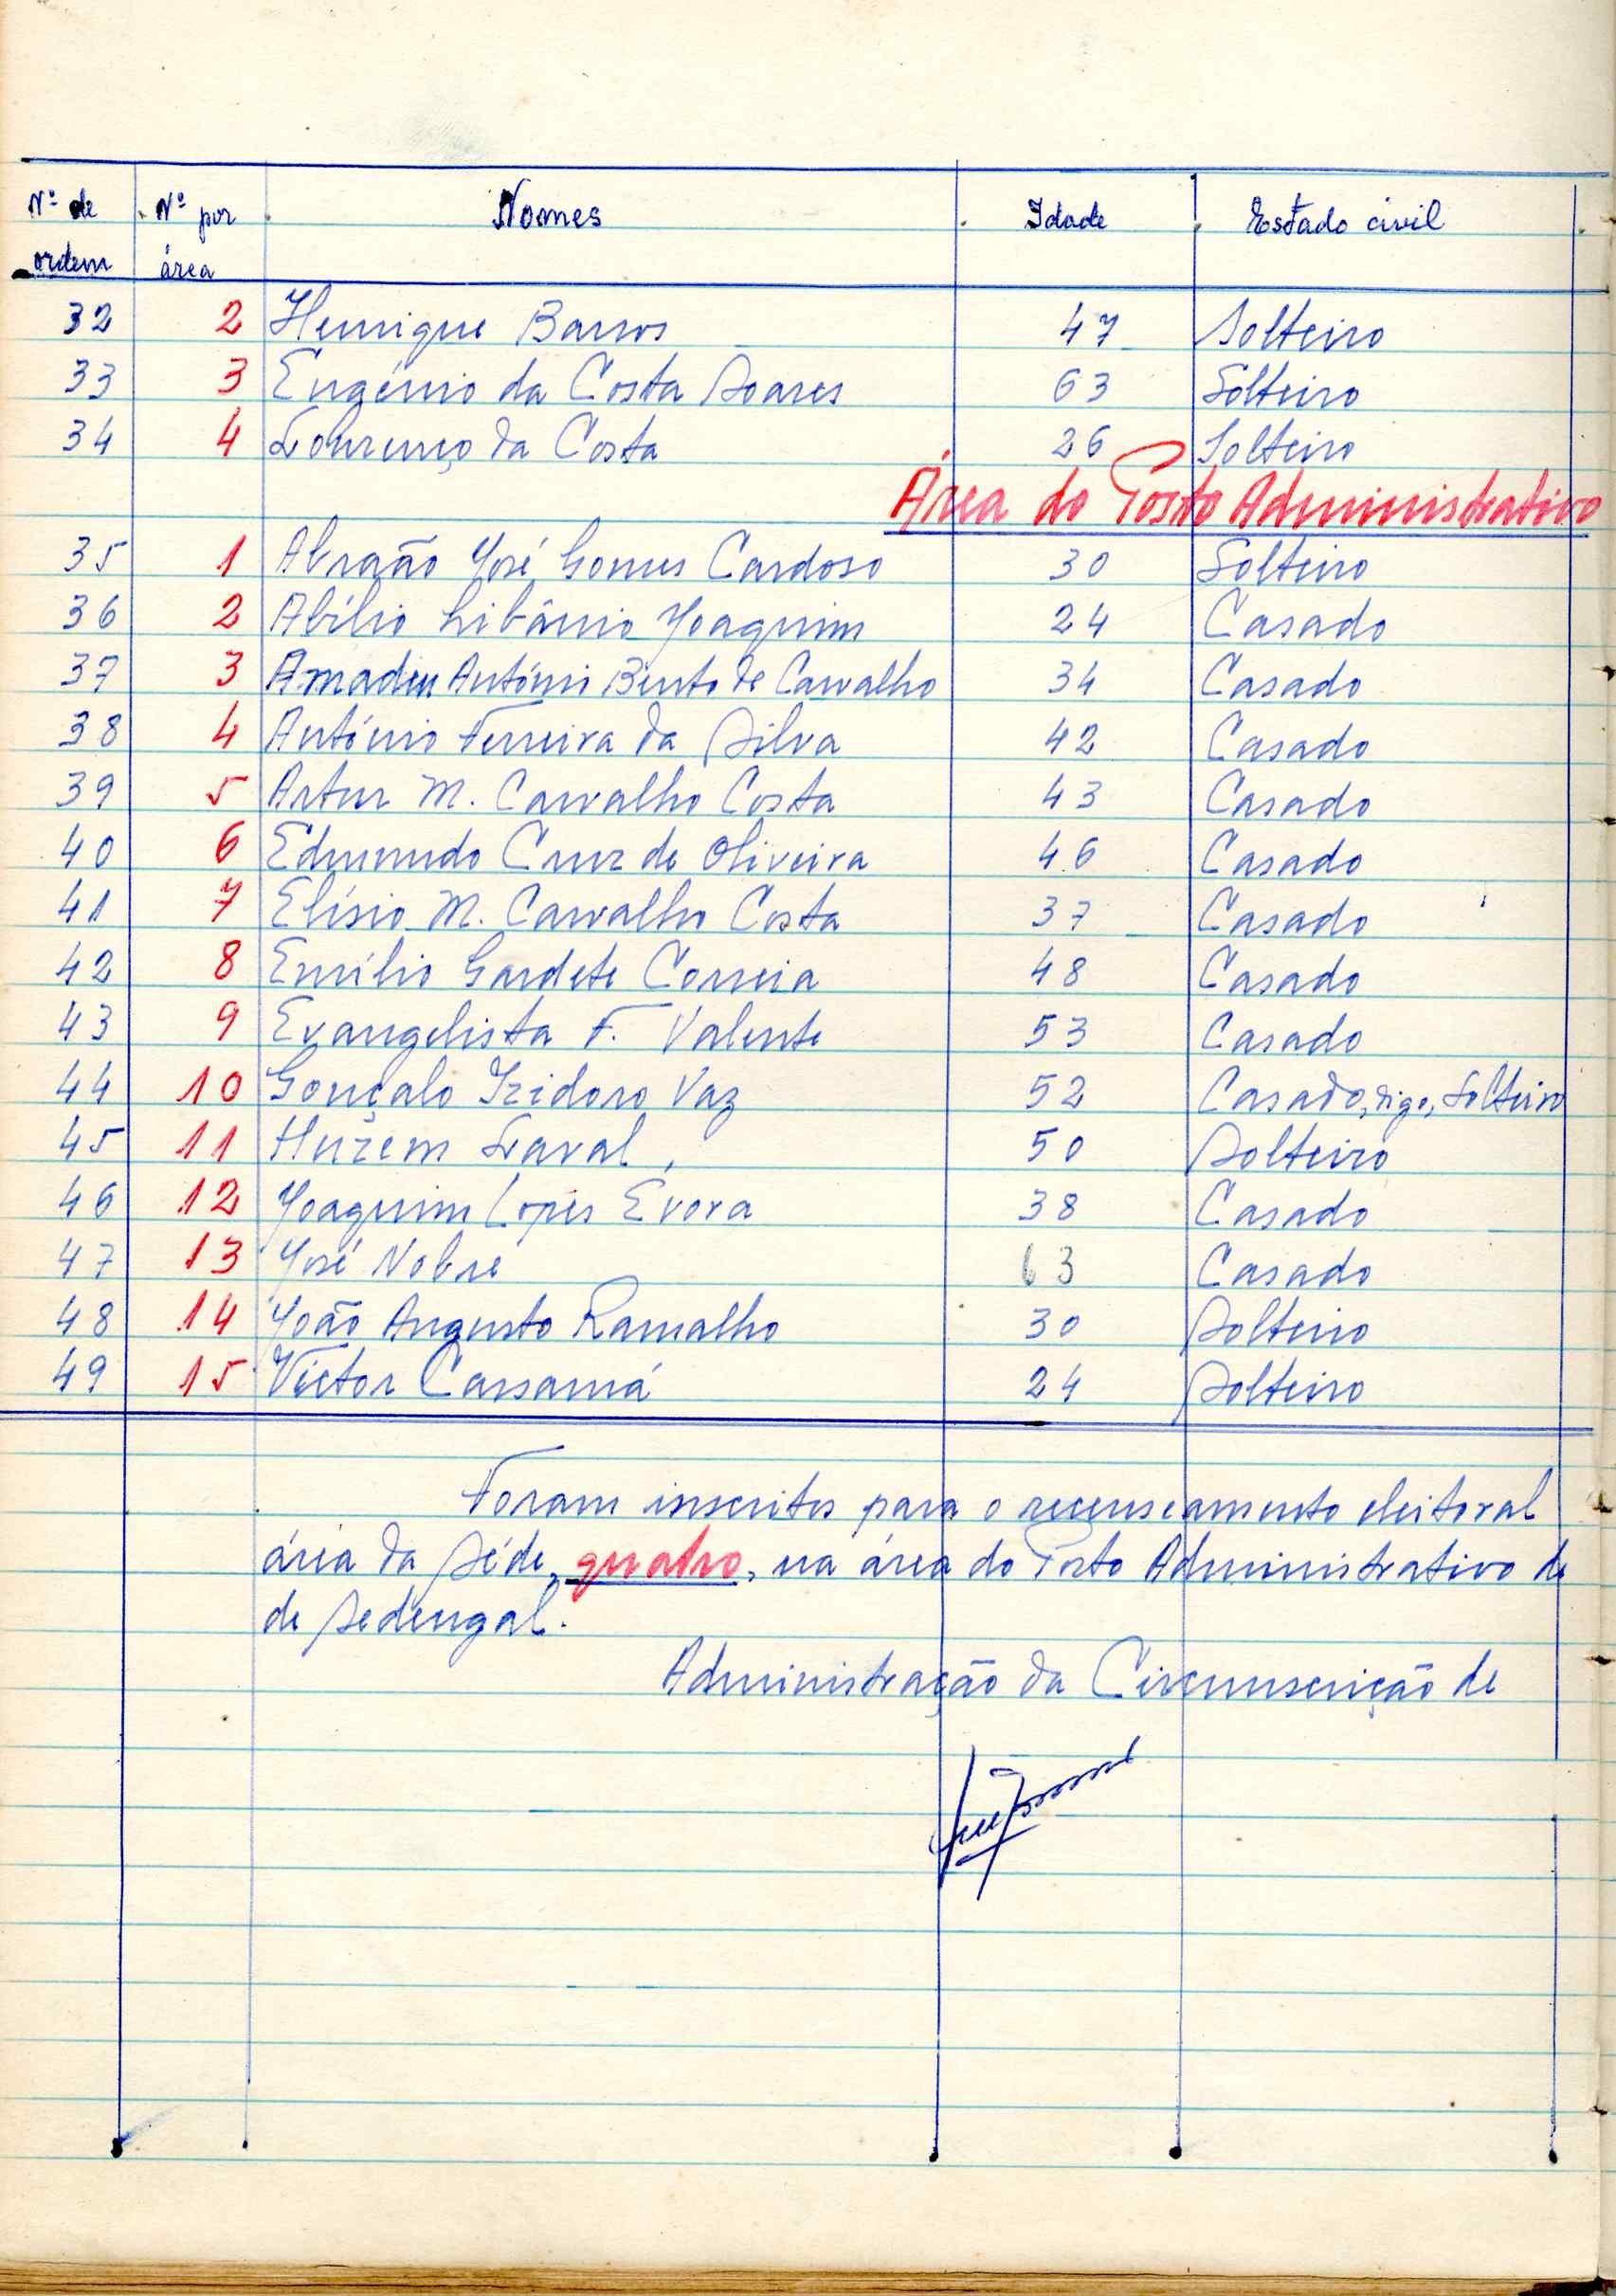 Nº de ordem Nº por área Nomes Idade Estado civil
32 2 Henrique Barros 47 Solteiro
33 3 Eugénio da Costa Soares 63 Solteiro
34 4 Lourenço da Costa 26 Solteiro
Área do Posto Administrativo
35 1 Abraão José Gomes Cardoso 30 Solteiro
36 2 Abílio Libânio Joaquim 24 Casado
37 3 Amadeu António Bento de Carvalho 34 Casado
38 4 António Ferreira da Silva 42 Casado
39 5 Artur M. Carvalho Costa 43 Casado
40 6 Edmundo Cruz de Oliveira 46 Casado
41 7 Elísio M. Carvalho Costa 37 Casado
42 8 Emílio Gardete Correia 48 Casado
43 9 Evangelista F. Valente 53 Casado
44 10 Gonçalo Izidoro Vaz 52 Casado, digo, Solteiro
45 11 50 Solteiro
46 12 Joaquim Lopes Evora 38 Casado
47 13 José Nobre 63 Casado
48 14 João Augusto Ramalho 30 Solteiro
49 15 Victor Cassamá 24 Solteiro
Foram inscritos para o recenseamento eleitoral
área da séde, quatro, na área do Posto Administrativo de
de Sedengal.
Administração da Circunscrição de